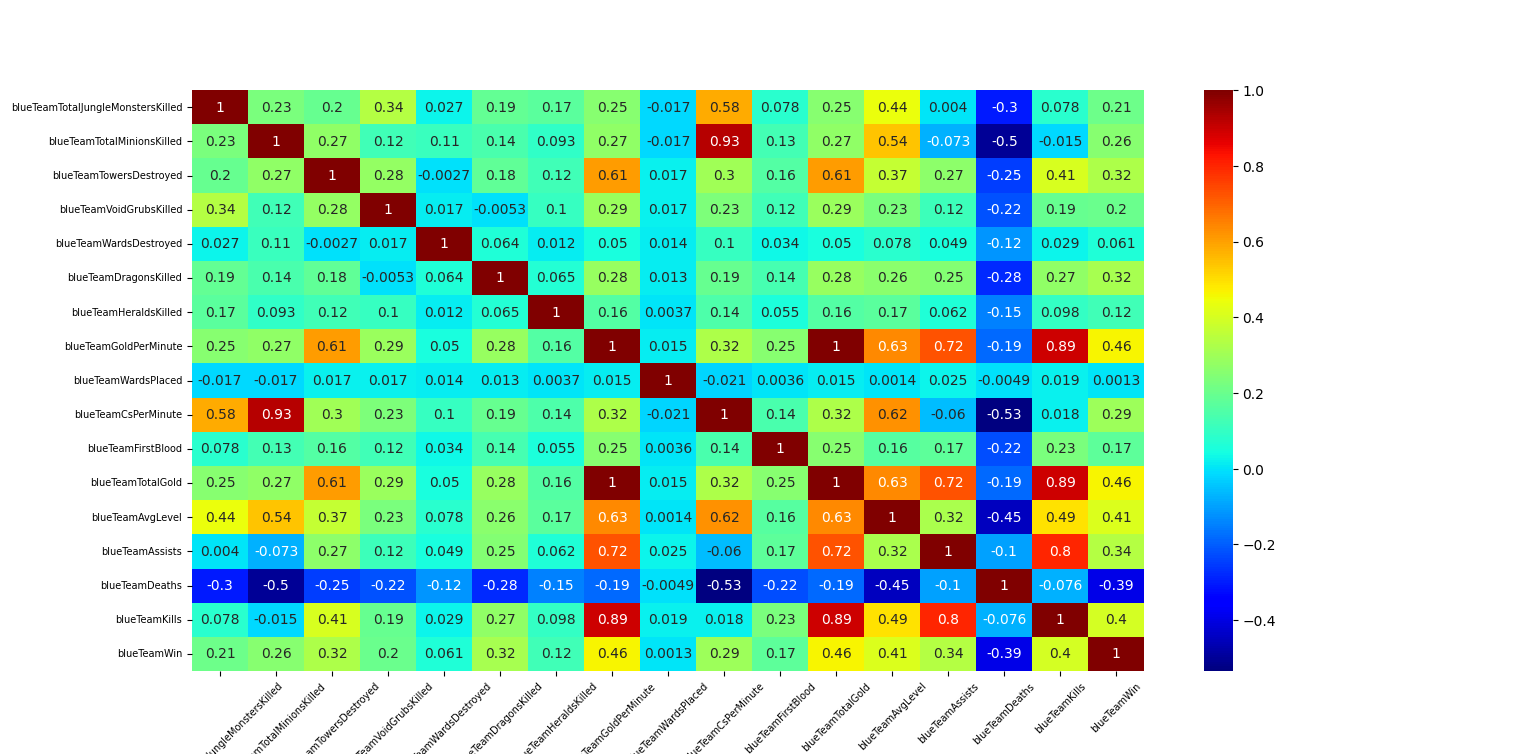 blueTeamTotalJungleMonstersKilled 1 0.23 0.2 0.34 0.027 0.19 0.17 0.25 -0.017 0.58 0.078 0.25 0.44 0.004 -0.3 0.078 0.21
blueTeamTotalMinionsKilled 0.23 1 0.27 0.12 0.11 0.14 0.093 0.27 -0.017 0.93 0.13 0.27 0.54 -0.073 -0.5 -0.015 0.26
blueTeamTowersDestroyed 0.2 0.27 1 0.28 -0.0027 0.18 0.12 0.61 0.017 0.3 0.16 0.61 0.37 0.27 -0.25 0.41 0.32
blueTeamVoidGrubsKilled 0.34 0.12 0.28 1 0.017 -0.0053 0.1 0.29 0.017 0.23 0.12 0.29 0.23 0.12 -0.22 0.19 0.2
blueTeamWardsDestroyed 0.027 0.11 -0.0027 0.017 1 0.064 0.012 0.05 0.014 0.1 0.034 0.05 0.078 0.049 -0.12 0.029 0.061
blueTeamDragonsKilled 0.19 0.14 0.18 -0.0053 0.064 1 0.065 0.28 0.013 0.19 0.14 0.28 0.26 0.25 -0.28 0.27 0.32
blueTeamHeraldsKilled 0.17 0.093 0.12 0.1 0.012 0.065 1 0.16 0.0037 0.14 0.055 0.16 0.17 0.062 -0.15 0.098 0.12
blueTeamGoldPerMinute 0.25 0.27 0.61 0.29 0.05 0.28 0.16 1 0.015 0.32 0.25 1 0.63 0.72 -0.19 0.89 0.46
blueTeamWardsPlaced -0.017 -0.017 0.017 0.017 0.014 0.013 0.0037 0.015 1 -0.021 0.0036 0.015 0.0014 0.025 -0.0049 0.019 0.0013
blueTeamCsPerMinute 0.58 0.93 0.3 0.23 0.1 0.19 0.14 0.32 -0.021 1 0.14 0.32 0.62 -0.06 -0.53 0.018 0.29
blueTeamFirstBlood 0.078 0.13 0.16 0.12 0.034 0.14 0.055 0.25 0.0036 0.14 1 0.25 0.16 0.17 -0.22 0.23 0.17
blueTeamTotalGold 0.25 0.27 0.61 0.29 0.05 0.28 0.16 1 0.015 0.32 0.25 1 0.63 0.72 -0.19 0.89 0.46
blueTeamAvgLevel 0.44 0.54 0.37 0.23 0.078 0.26 0.17 0.63 0.0014 0.62 0.16 0.63 1 0.32 -0.45 0.49 0.41
blueTeamAssists 0.004 -0.073 0.27 0.12 0.049 0.25 0.062 0.72 0.025 -0.06 0.17 0.72 0.32 1 -0.1 0.8 0.34
blueTeamDeaths -0.3 -0.5 -0.25 -0.22 -0.12 -0.28 -0.15 -0.19 -0.0049 -0.53 -0.22 -0.19 -0.45 -0.1 1 -0.076 -0.39
blueTeamKills 0.078 -0.015 0.41 0.19 0.029 0.27 0.098 0.89 0.019 0.018 0.23 0.89 0.49 0.8 -0.076 1 0.4
blueTeamWin 0.21 0.26 0.32 0.2 0.061 0.32 0.12 0.46 0.0013 0.29 0.17 0.46 0.41 0.34 -0.39 0.4 1
JungleMonstersKilled
mTotalMinionsKilled
amTowersDestroyed
TeamVoidGrubsKilled
eamWardsDestroyed
eTeamDragonsKilled
ueTeamHeraldsKilled
TeamGoldPerMinute
lueTeamWardsPlaced
ueTeamCsPerMinute
blueTeamFirstBlood
blueTeamTotalGold
blueTeamAvgLevel
blueTeamAssists
blueTeamDeaths
blueTeamKills
blueTeamWin
1.0
0.8
0.6
0.4
0.2
0.0
−0.2
−0.4